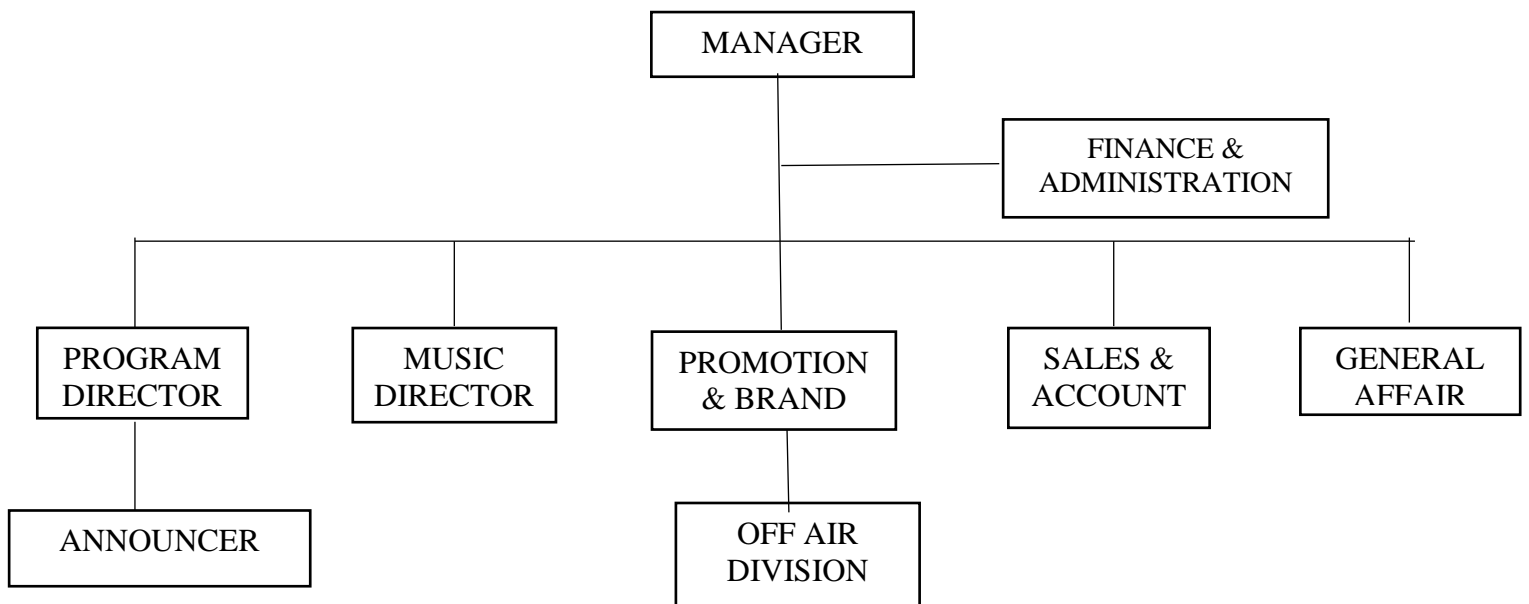 MANAGER
FINANCE &
ADMINISTRATION
PROGRAM
DIRECTOR
MUSIC
DIRECTOR
PROMOTION
& BRAND
SALES &
ACCOUNT
GENERAL
AFFAIR
ANNOUNCER
OFF AIR
DIVISION